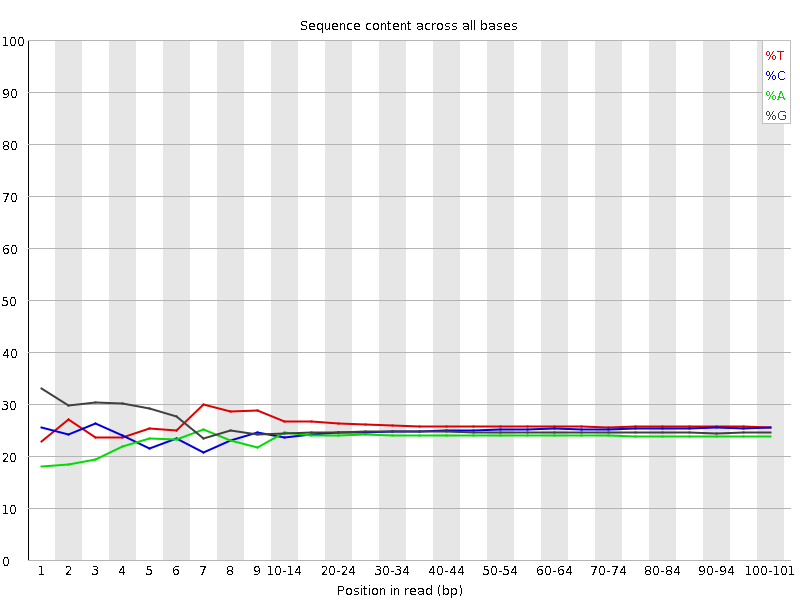 Sequence content across all bases
100
90
80
70
60
50
40
30
20
10
0
%T
%C
%A
%G
1 2 3 4 5 6 7 8 9 10-14 20-24 30-34 40-44 50-54 60-64 70-74 80-84 90-94 100-101
Position in read (bp)